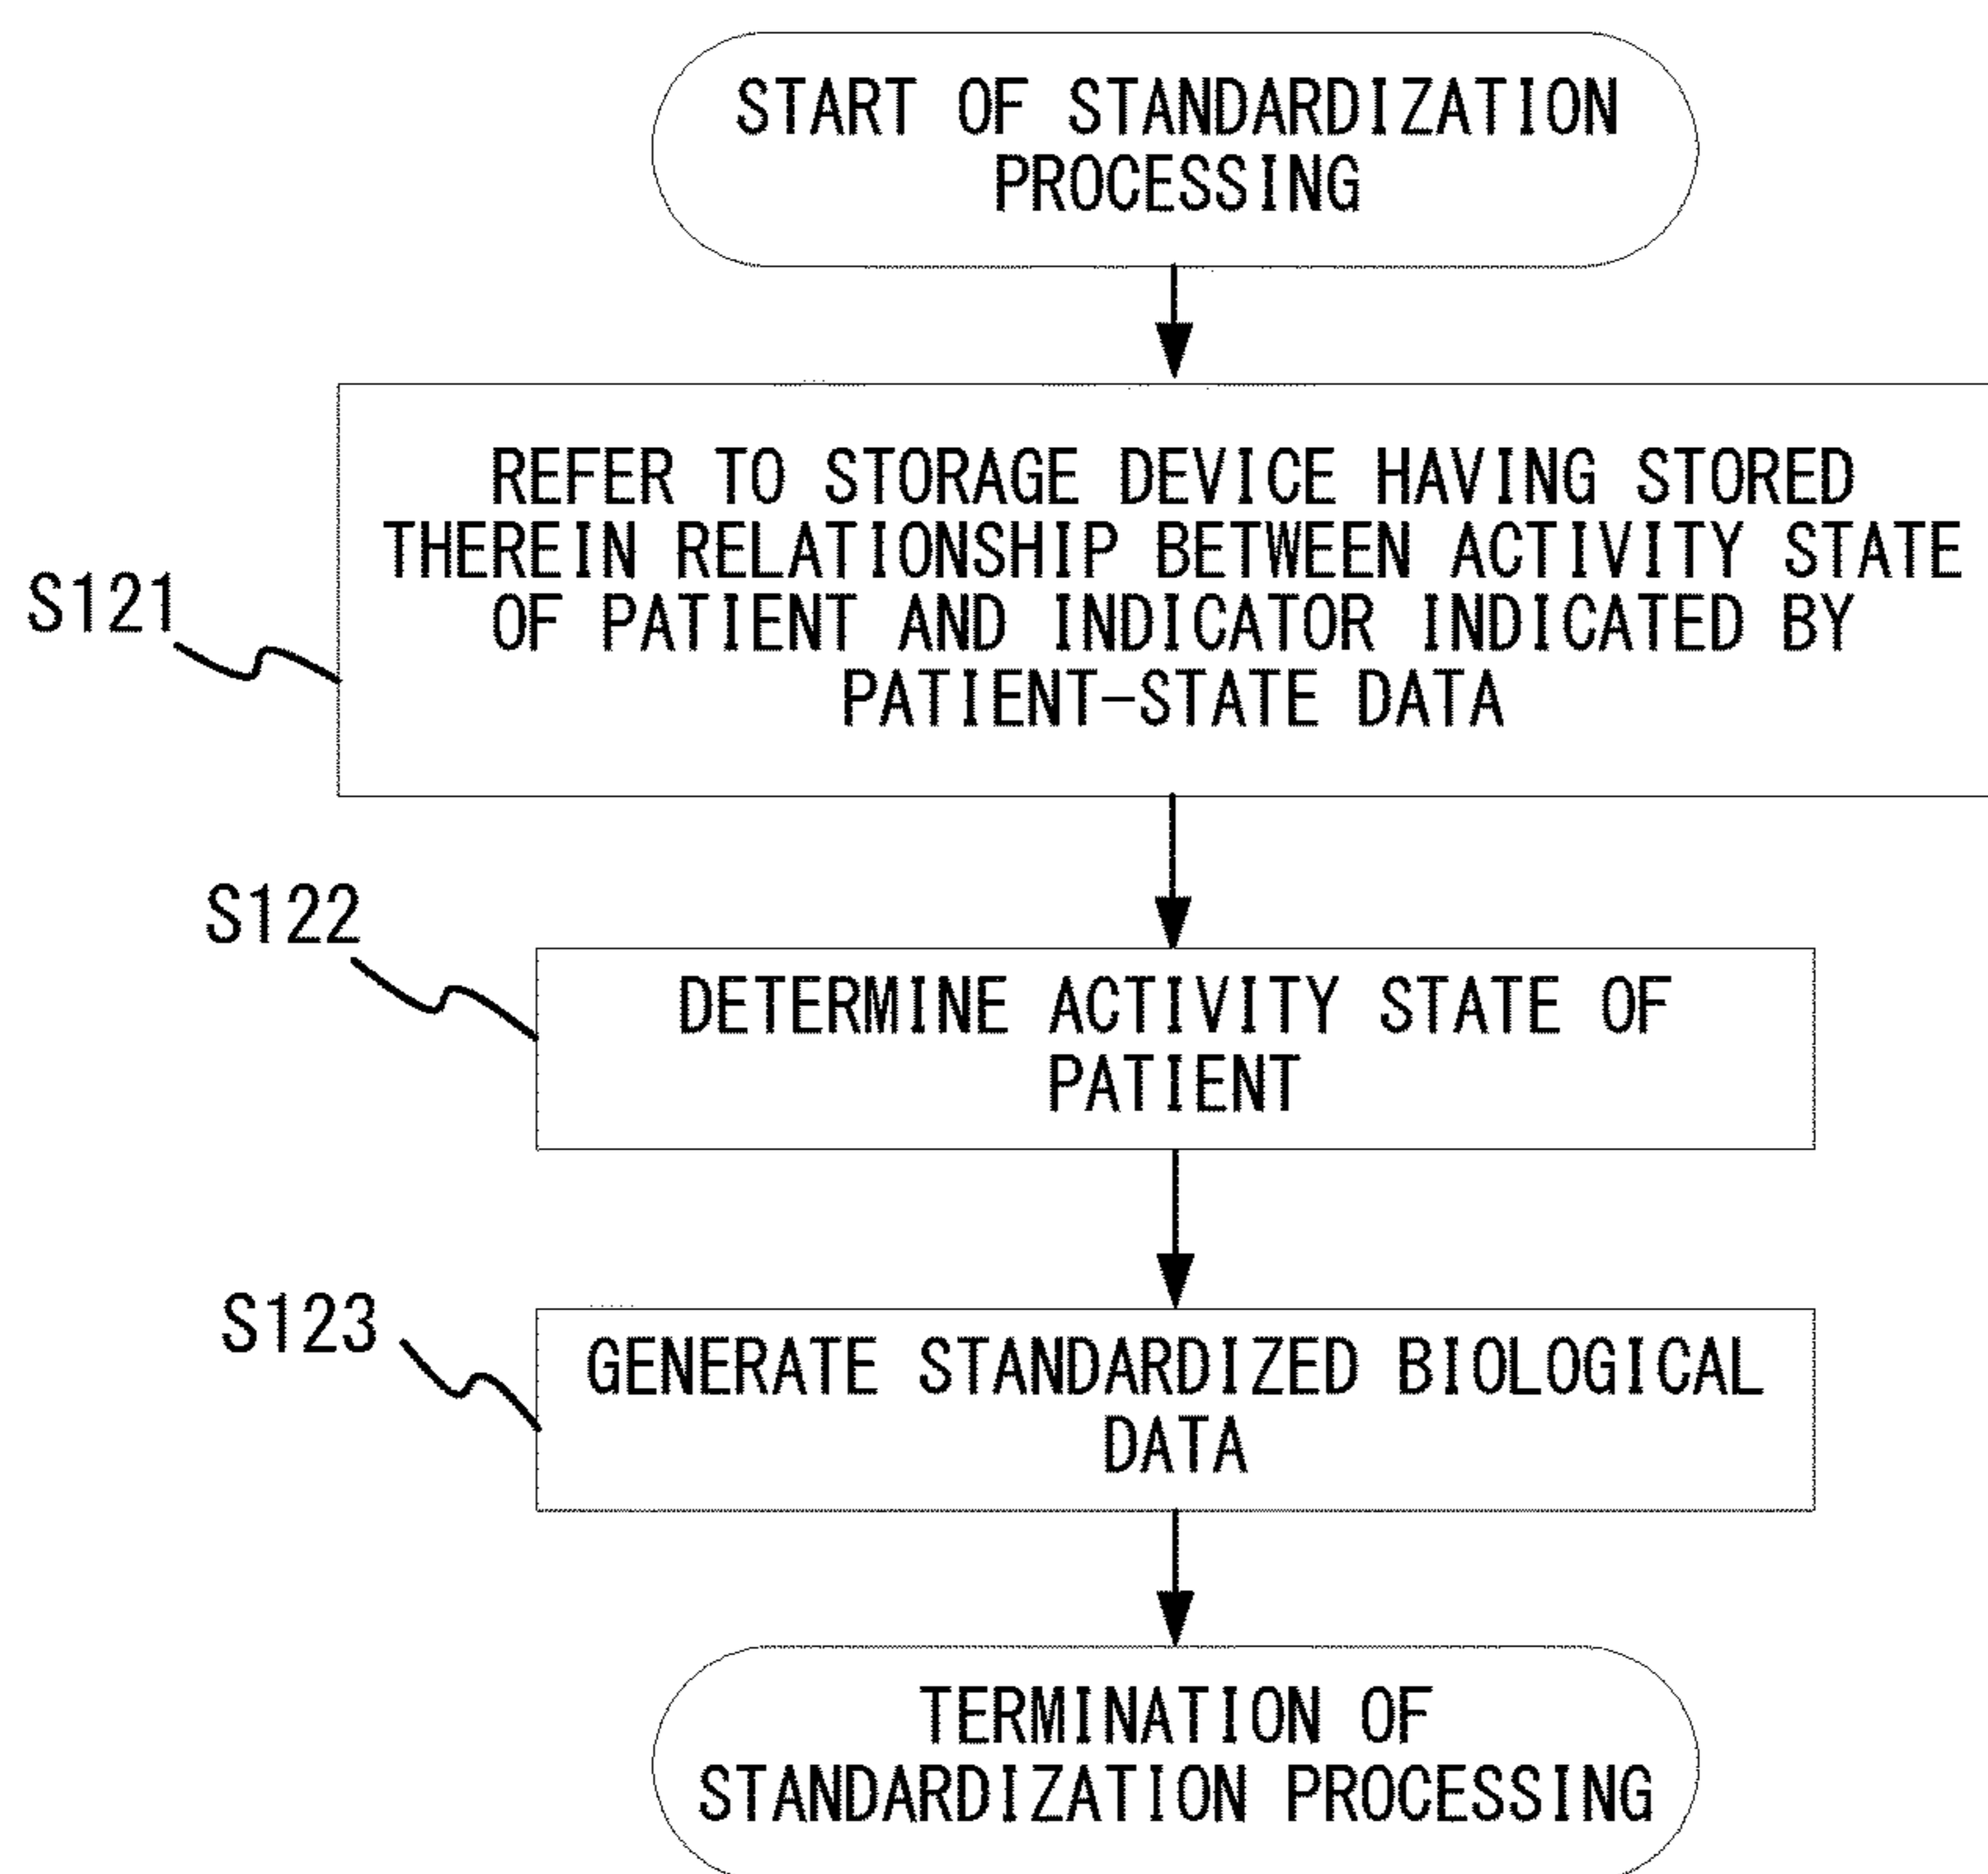 START OF STANDARDIZATION
PROCESSING
REFER TO STORAGE DEVICE HAVING STORED
THEREIN RELATIONSHIP BETWEEN ACTIVITY STATE
OF PATIENT AND INDICATOR INDICATED BY
PATIENT-STATE DATA
S121
S122
DETERMINE ACTIVITY STATE OF
PATIENT
S123
GENERATE STANDARDIZED BIOLOGICAL
DATA
TERMINATION OF
STANDARDIZATION PROCESSING